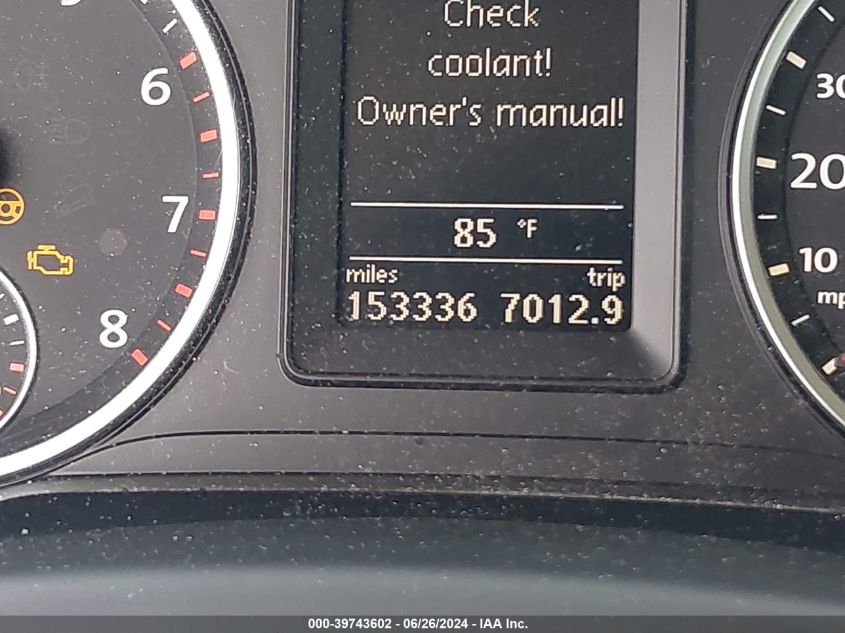 Check
coolant!
Owner's manual!
6
7
8
85 °F
miles trip
153336 7012.9
30
20
10
000-39743602 - 06/26/2024 - IAA Inc.